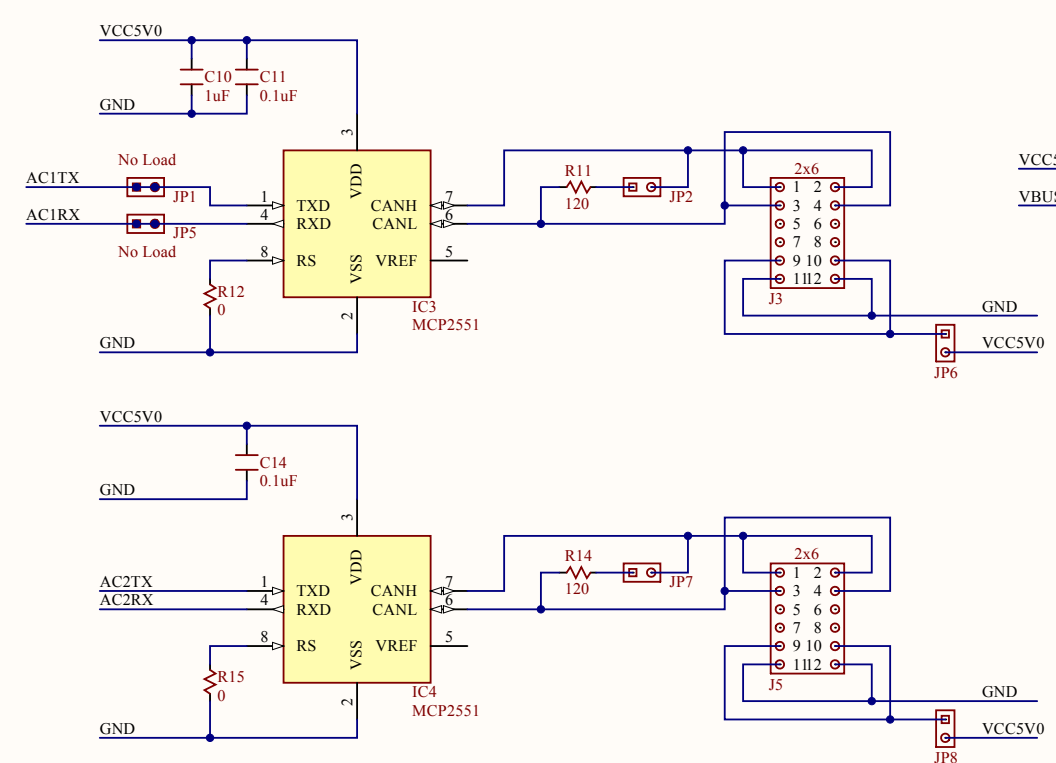 VCC5V0
C10
C11
1uF
0.1uF
GND
3
No Load
AC1TX
JP1
AC1RX
JP5
No Load
1
TXD
4
RXD
8
RS
VDD
VSS
CANH
7
CANL
6
VREF
5
2
IC3
MCP2551
R12
0
GND
R11
120
JP2
2x6
1 2
3 4
5 6
7 8
9 10
11 12
J3
GND
VCC5V0
JP6
VCC5
VBUS
VCC5V0
C14
0.1uF
GND
3
AC2TX
AC2RX
1
TXD
4
RXD
8
RS
VDD
VSS
CANH
7
CANL
6
VREF
5
2
IC4
MCP2551
R15
0
GND
R14
120
JP7
2x6
1 2
3 4
5 6
7 8
9 10
11 12
J5
GND
VCC5V0
JP8